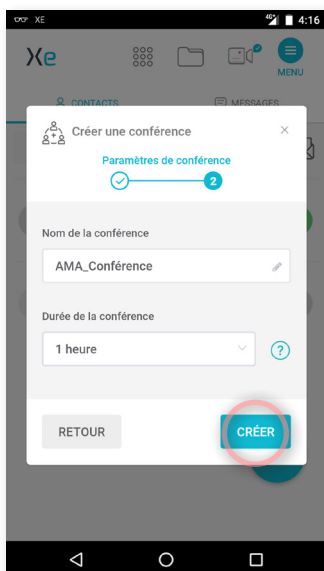 XE
4G
4:16
Xe
MENU
CONTACTS
MESSAGES
Créer une conférence
Paramètres de conférence
2
Nom de la conférence
AMA_Conférence
Durée de la conférence
1 heure
?
RETOUR
CRÉER